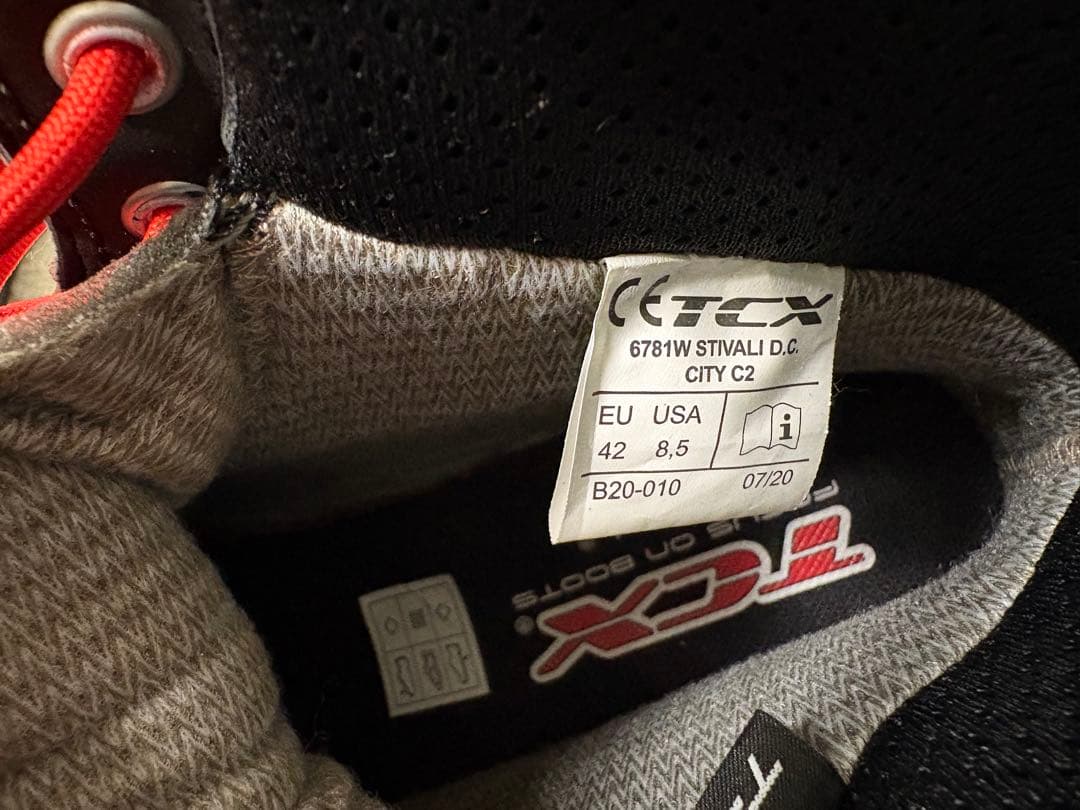 CE TCX
6781W STIVALI D.C.
CITY C2
EU USA
42 8,5
i
B20-010 07/20
TCX®
FOCUS ON BOOTS